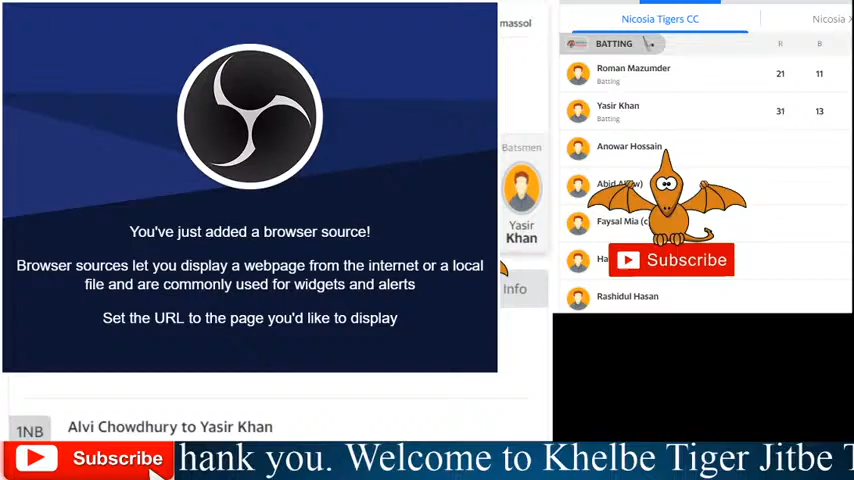 massol
Nicosia Tigers CC
Nicosia
BATTING R B
Roman Mazumder 21 11
Batting
Yasir Khan 31 13
Batting
Anowar Hossain
Faysal Mia (c
Rashidul Hasan
Subscribe
Batsmen
Yasir
Khan
Info
You've just added a browser source!
Browser sources let you display a webpage from the internet or a local
file and are commonly used for widgets and alerts
Set the URL to the page you'd like to display
1NB
Alvi Chowdhury to Yasir Khan
Subscribe
hank you. Welcome to Khelbe Tiger Jitbe T